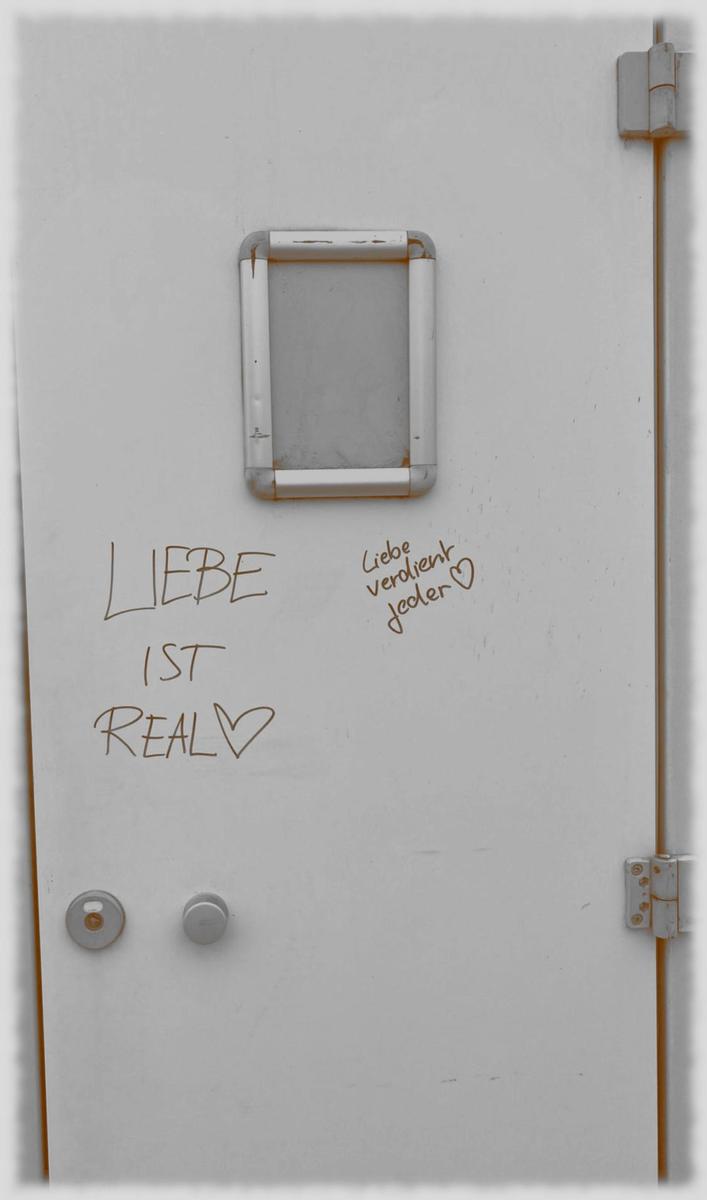 LIEBE
IST
REAL♡
Liebe
verdient
jeder♡